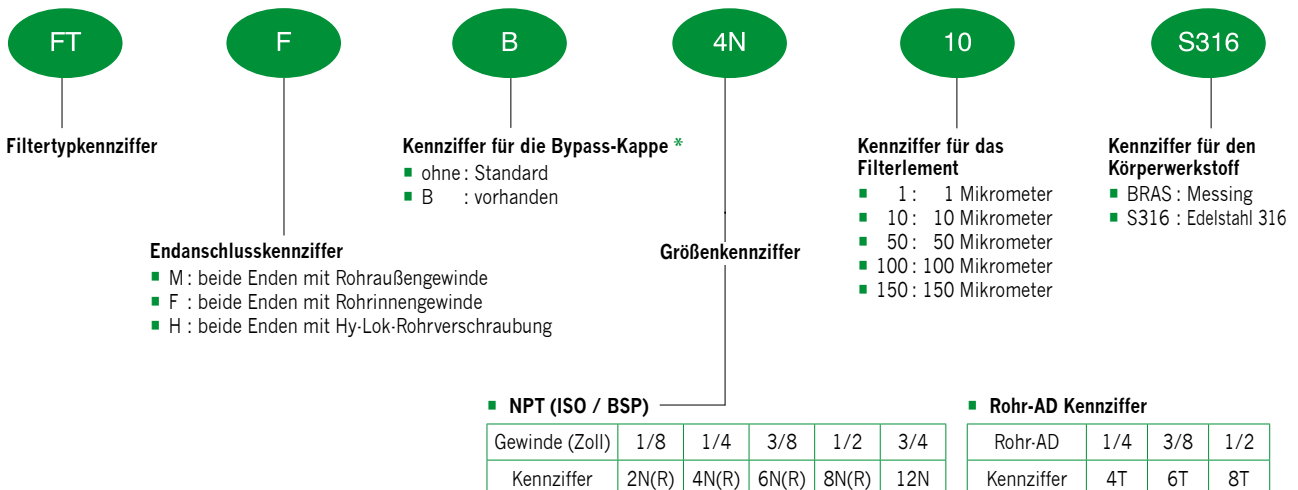 FT F B 4N 10 S316
Filtertypkennziffer
Endanschlusskennziffer
■ M : beide Enden mit Rohraußengewinde
■ F : beide Enden mit Rohrinnengewinde
■ H : beide Enden mit Hy-Lok-Rohrverschraubung
Kennziffer für die Bypass-Kappe *
■ ohne : Standard
■ B : vorhanden
Größenkennziffer
Kennziffer für das
Filterlement
■ 1 : 1 Mikrometer
■ 10 : 10 Mikrometer
■ 50 : 50 Mikrometer
■ 100 : 100 Mikrometer
■ 150 : 150 Mikrometer
Kennziffer für den
Körperwerkstoff
■ BRAS : Messing
■ S316 : Edelstahl 316
■ NPT (ISO / BSP)
Gewinde (Zoll) 1/8 1/4 3/8 1/2 3/4
Kennziffer 2N(R) 4N(R) 6N(R) 8N(R) 12N
■ Rohr-AD Kennziffer
Rohr-AD 1/4 3/8 1/2
Kennziffer 4T 6T 8T